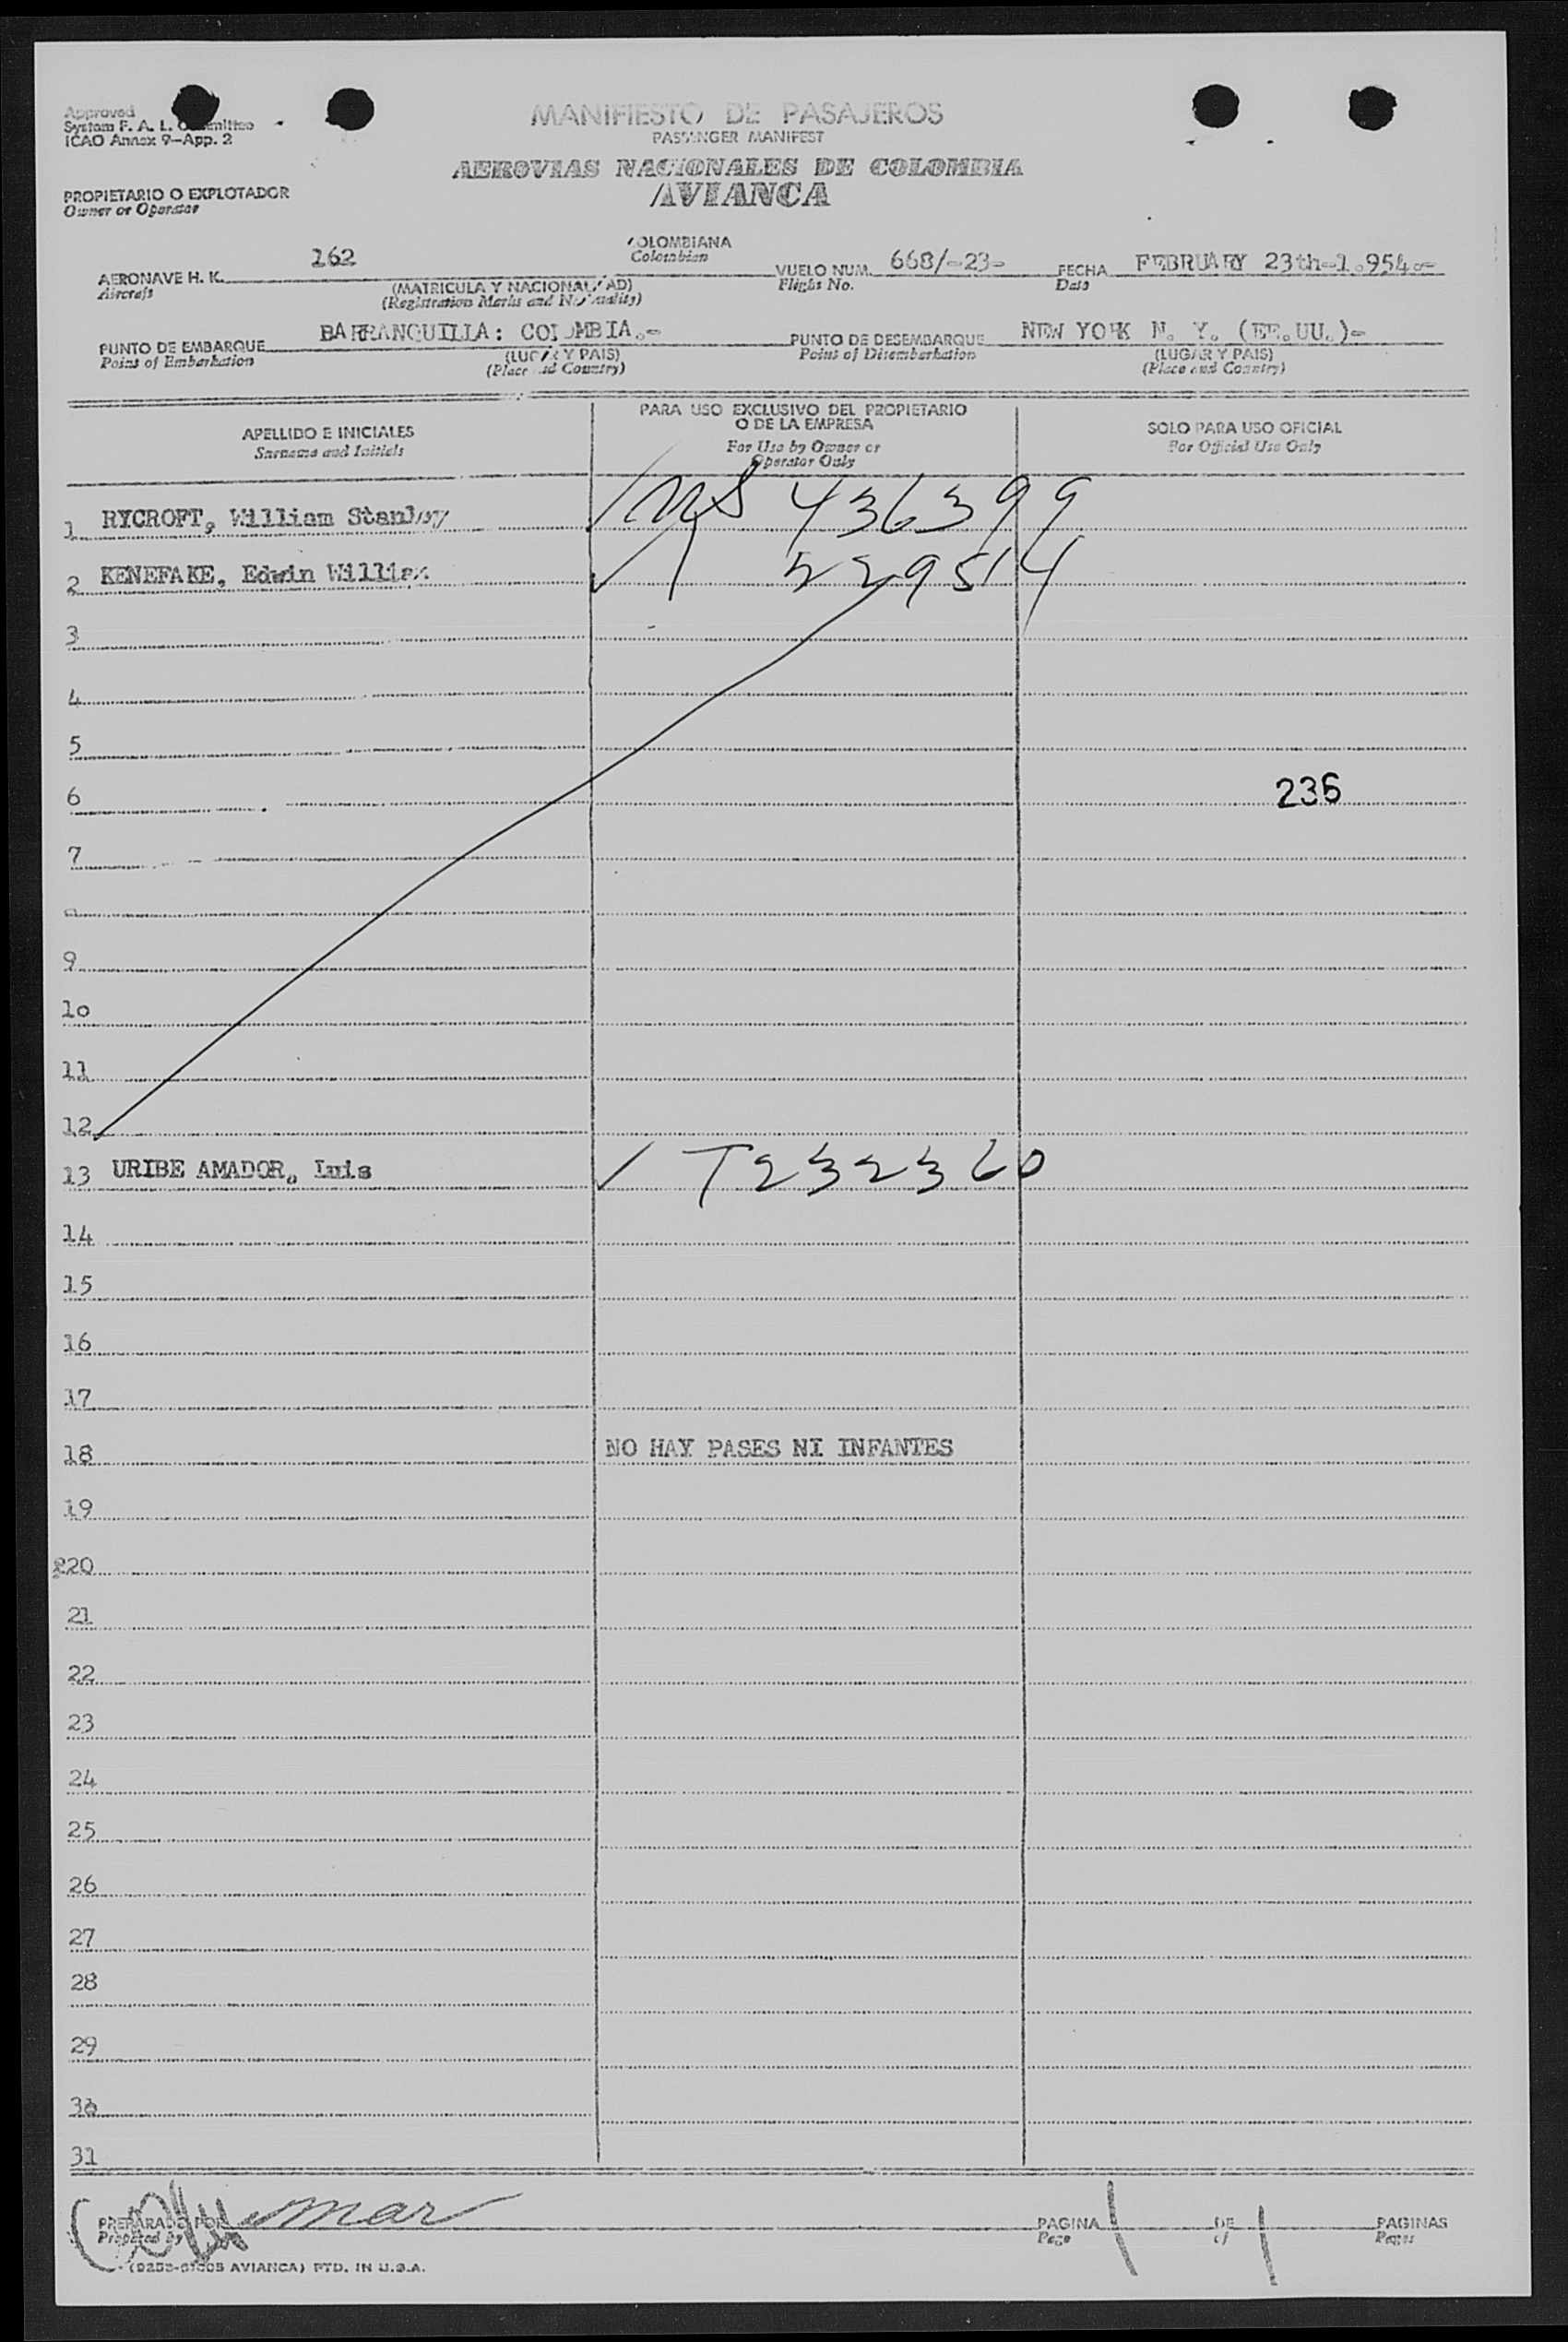 Approved
System F. A. L. Committee
ICAO Annex 9-App. 2
MANIFIESTO DE PASAJEROS
PASSENGER MANIFEST
AEROVIAS NACIONALES DE COLOMBIA
AVIANCA
PROPIETARIO O EXPLOTADOR
Owner or Operator
AERONAVE H. K. 162 COLOMBIANA VUELO NUM. 668/-23- FECHA FEBRUARY 23th-1.954.-
Aircraft (MATRICULA Y NACIONALIDAD) Colombian Flight No. Date
(Registration Marks and Nationality)
PUNTO DE EMBARQUE BARRANQUILLA: COLOMBIA.- PUNTO DE DESEMBARQUE NEW YORK N. Y. (EE.UU.)-
Point of Embarkation (LUGAR Y PAIS) Point of Disembarkation (LUGAR Y PAIS)
(Place and Country) (Place and Country)
APELLIDO E INICIALES
Surname and Initials
PARA USO EXCLUSIVO DEL PROPIETARIO
O DE LA EMPRESA
For Use by Owner or
Operator Only
SOLO PARA USO OFICIAL
For Official Use Only
1 RYCROFT, William Stanley 436399
2 KENEFAKE, Edwin William 229514
3
4
5
6 236
7
9
10
11
12
13 URIBE AMADOR, Luis T232360
14
15
16
17
18 NO HAY PASES NI INFANTES
19
20
21
22
23
24
25
26
27
28
29
30
31
PREPARADO POR PAGINA 1 DE 1 PAGINAS
Prepared by Page of Pages
AVIANCA) PTD. IN U.S.A.